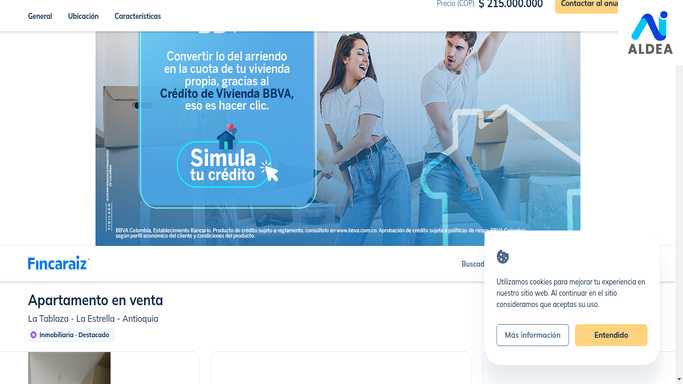 Precio (COP) $ 215.000.000
Contactar al anu
General Ubicación Características
ALDEA
Convertir lo del arriendo
en la cuota de tu vivienda
propia, gracias al
Crédito de Vivienda BBVA,
eso es hacer clic.
Simula
tu crédito
BBVA Colombia, Establecimiento Bancario. Producto de crédito sujeto a reglamento, consúltelo en www.bbva.com.co. Aprobación de crédito sujeta a políticas de riesgo BBVA Colombia
según perfil económico del cliente y condiciones del producto.
Fincaraiz
Buscad
Apartamento en venta
La Tablaza - La Estrella - Antioquia
Inmobiliaria - Destacado
Utilizamos cookies para mejorar tu experiencia en
nuestro sitio web. Al continuar en el sitio
consideramos que aceptas su uso.
Más información
Entendido